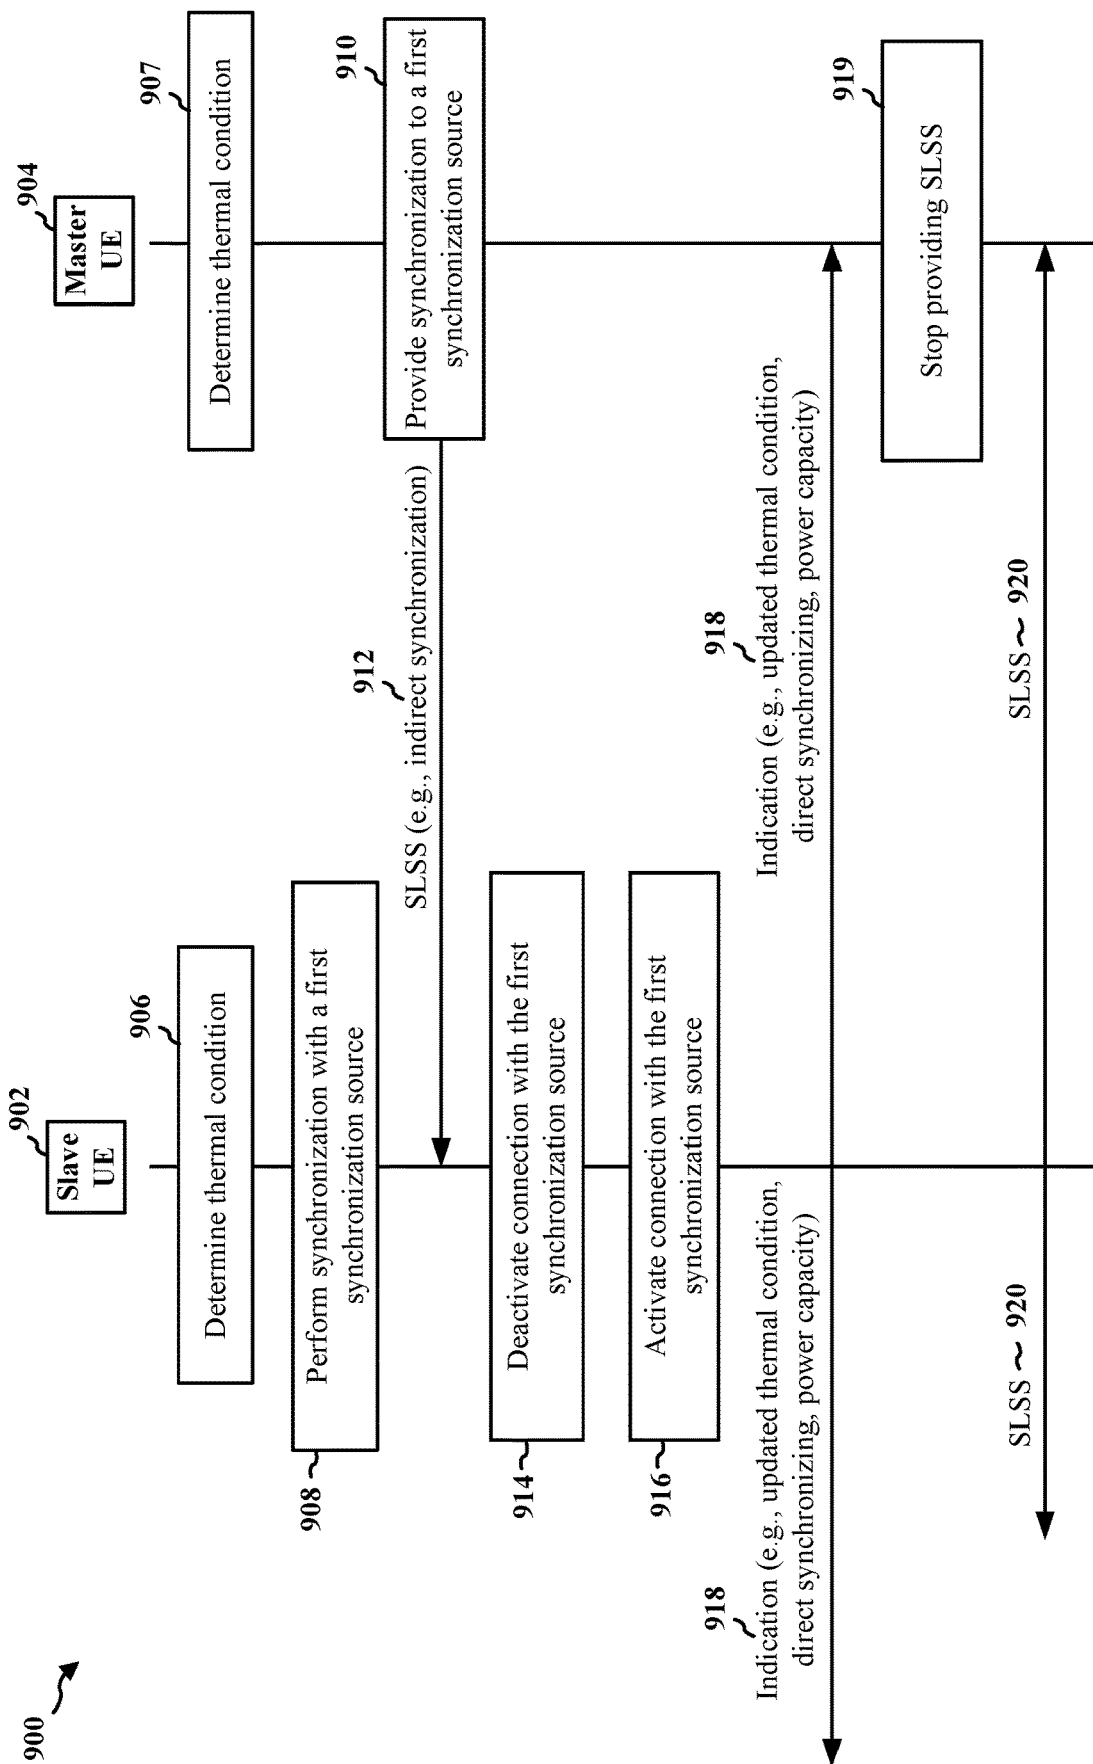 900
902
Slave
UE
904
Master
UE
906
Determine thermal condition
907
Determine thermal condition
908
Perform synchronization with a first
synchronization source
910
Provide synchronization to a first
synchronization source
912
SLSS (e.g., indirect synchronization)
914
Deactivate connection with the first
synchronization source
916
Activate connection with the first
synchronization source
918
Indication (e.g., updated thermal condition,
direct synchronizing, power capacity)
918
Indication (e.g., updated thermal condition,
direct synchronizing, power capacity)
919
Stop providing SLSS
SLSS 920
SLSS 920